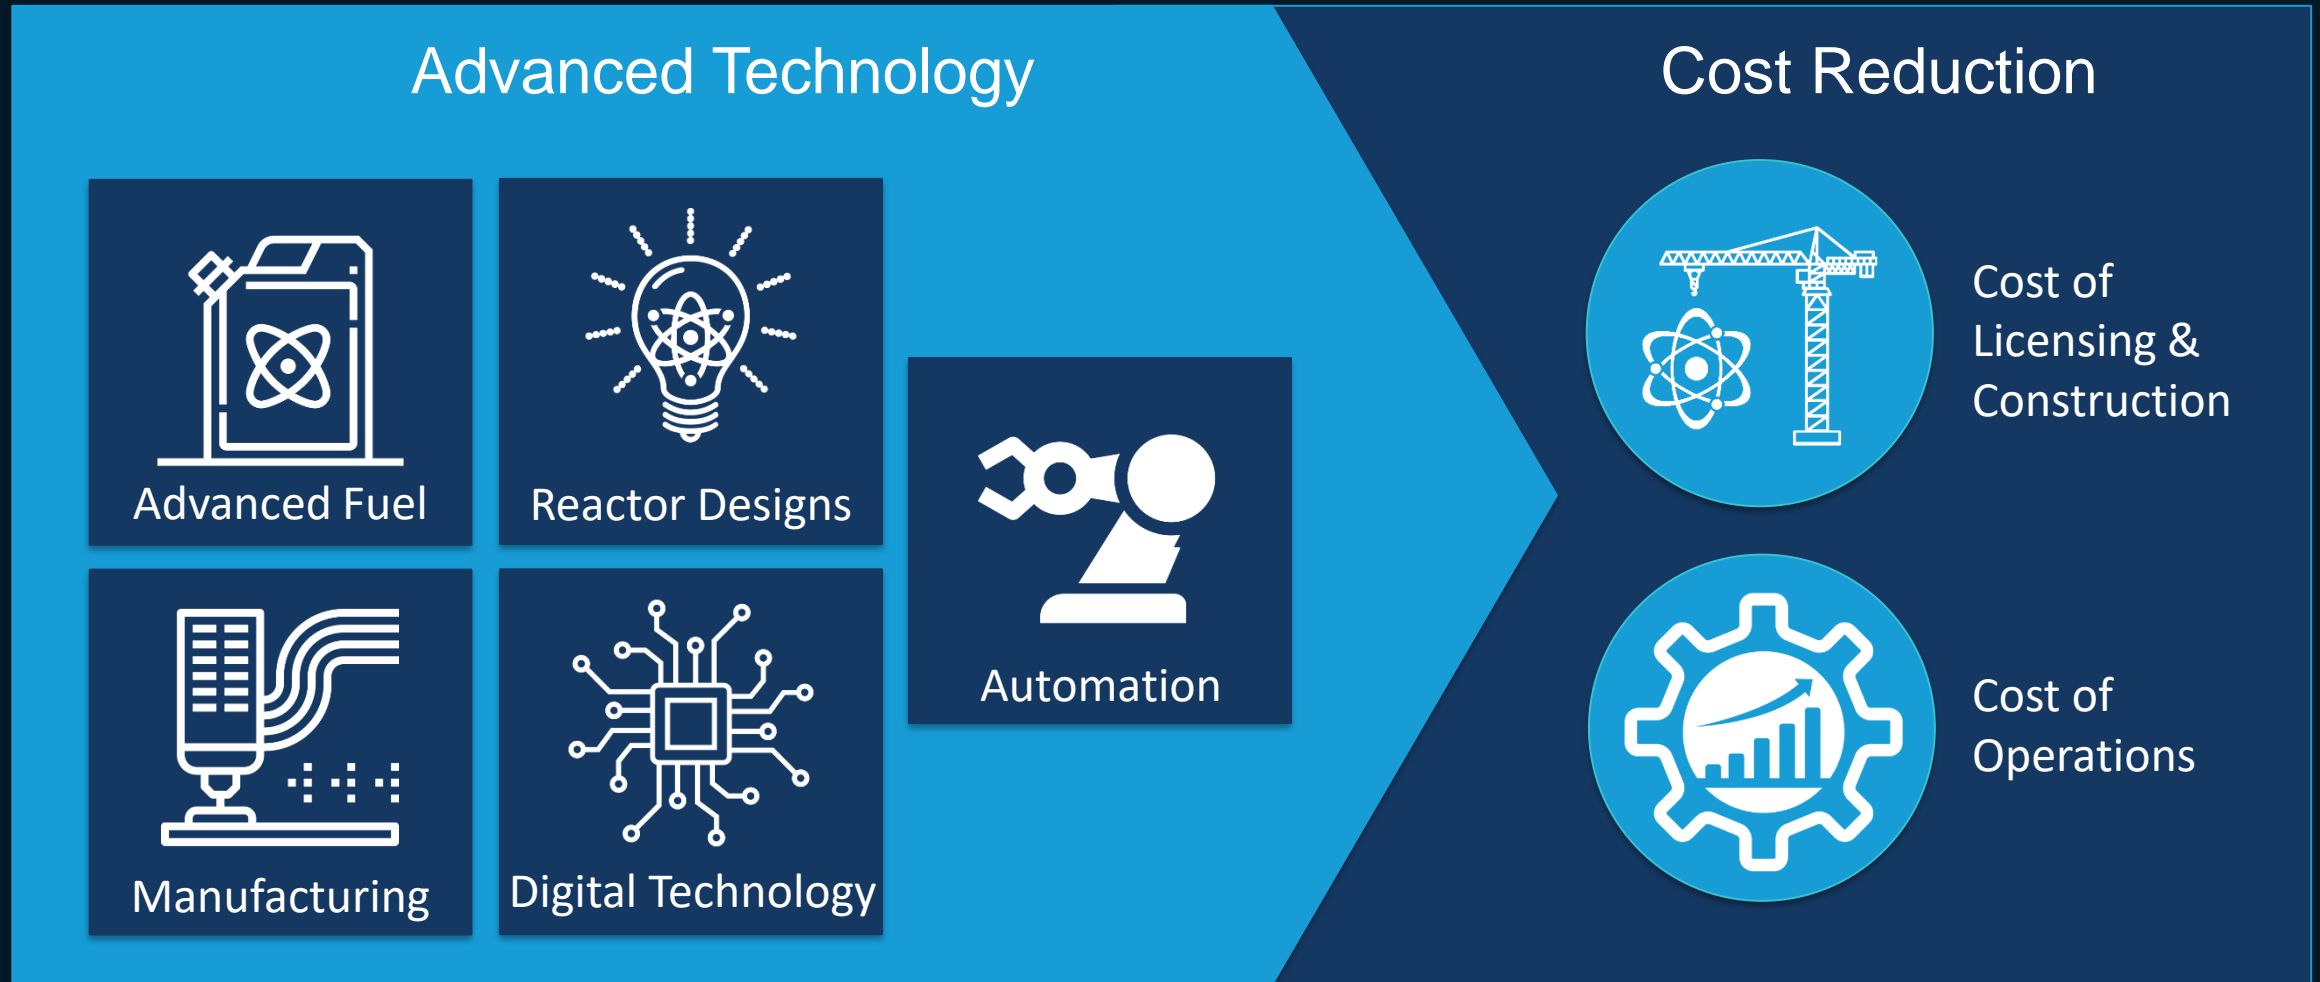 Advanced Technology
Advanced Fuel
Reactor Designs
Manufacturing
Digital Technology
Automation
Cost Reduction
Cost of
Licensing &
Construction
Cost of
Operations